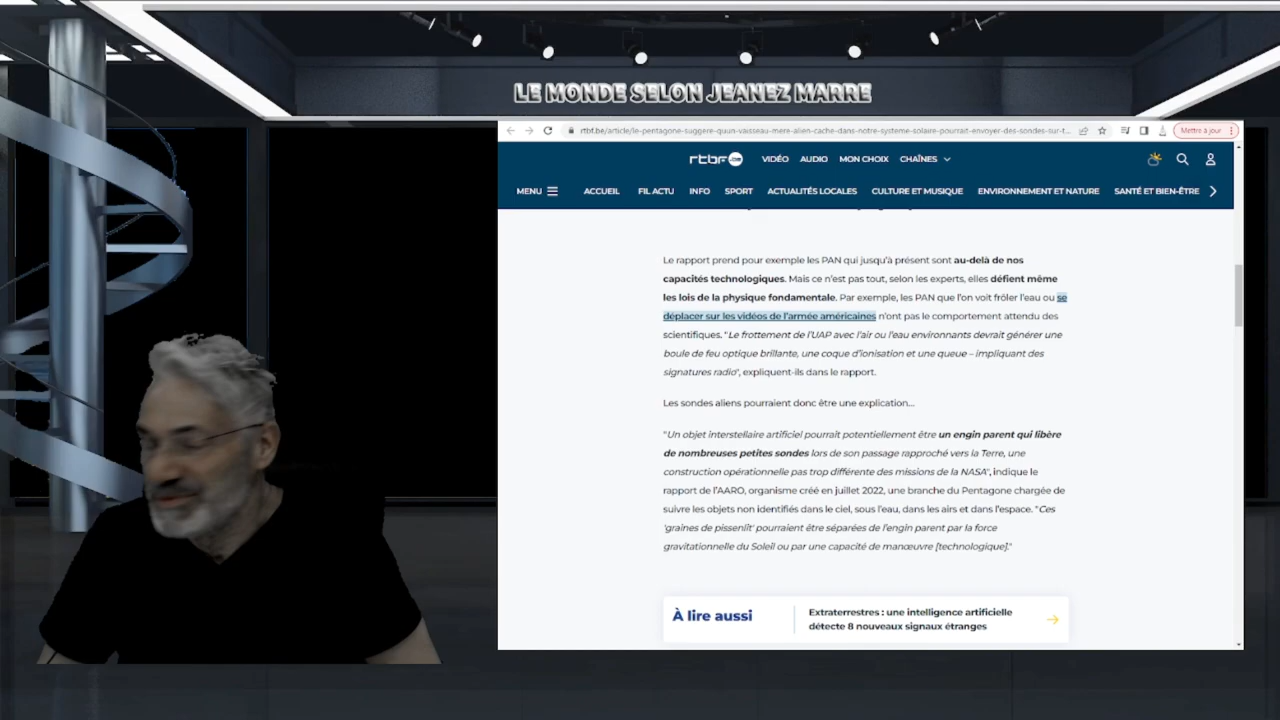 LE MONDE SELON JEANEZ MARRE
rtbf.be/article/le-pentagone-suggere-quun-vaisseau-mere-alien-cache-dans-notre-systeme-solaire-pourrait-envoyer-des-sondes-sur-t...
Mettre à jour
rtbf.be VIDÉO AUDIO MON CHOIX CHAÎNES
MENU ACCUEIL FIL ACTU INFO SPORT ACTUALITÉS LOCALES CULTURE ET MUSIQUE ENVIRONNEMENT ET NATURE SANTÉ ET BIEN-ÊTRE
Le rapport prend pour exemple les PAN qui jusqu'à présent sont au-delà de nos
capacités technologiques. Mais ce n'est pas tout, selon les experts, elles défient même
les lois de la physique fondamentale. Par exemple, les PAN que l'on voit frôler l'eau ou se
déplacer sur les vidéos de l'armée américaines n'ont pas le comportement attendu des
scientifiques. "Le frottement de l'UAP avec l'air ou l'eau environnants devrait générer une
boule de feu optique brillante, une coque d'ionisation et une queue – impliquant des
signatures radio", expliquent-ils dans le rapport.
Les sondes aliens pourraient donc être une explication...
"Un objet interstellaire artificiel pourrait potentiellement être un engin parent qui libère
de nombreuses petites sondes lors de son passage rapproché vers la Terre, une
construction opérationnelle pas trop différente des missions de la NASA", indique le
rapport de l'AARO, organisme créé en juillet 2022, une branche du Pentagone chargée de
suivre les objets non identifiés dans le ciel, sous l'eau, dans les airs et dans l'espace. "Ces
'graines de pissenlit' pourraient être séparées de l'engin parent par la force
gravitationnelle du Soleil ou par une capacité de manœuvre [technologique]."
À lire aussi
Extraterrestres : une intelligence artificielle
détecte 8 nouveaux signaux étranges